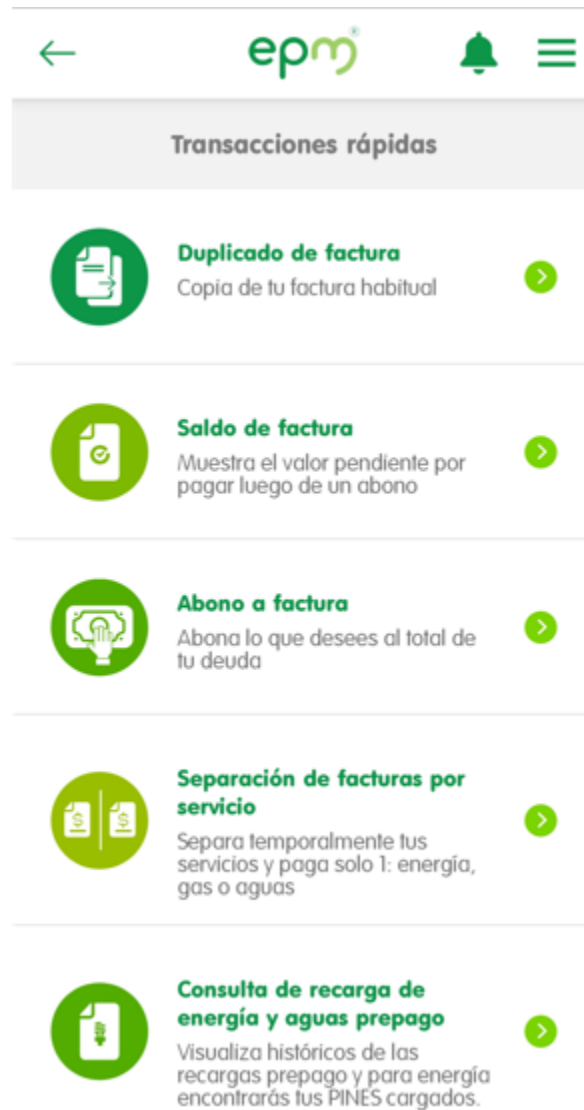 epm
Transacciones rápidas
Duplicado de factura
Copia de tu factura habitual
Saldo de factura
Muestra el valor pendiente por
pagar luego de un abono
Abono a factura
Abona lo que desees al total de
tu deuda
Separación de facturas por
servicio
Separa temporalmente tus
servicios y paga solo 1: energía,
gas o aguas
Consulta de recarga de
energía y aguas prepago
Visualiza históricos de las
recargas prepago y para energía
encontrarás tus PINES cargados.